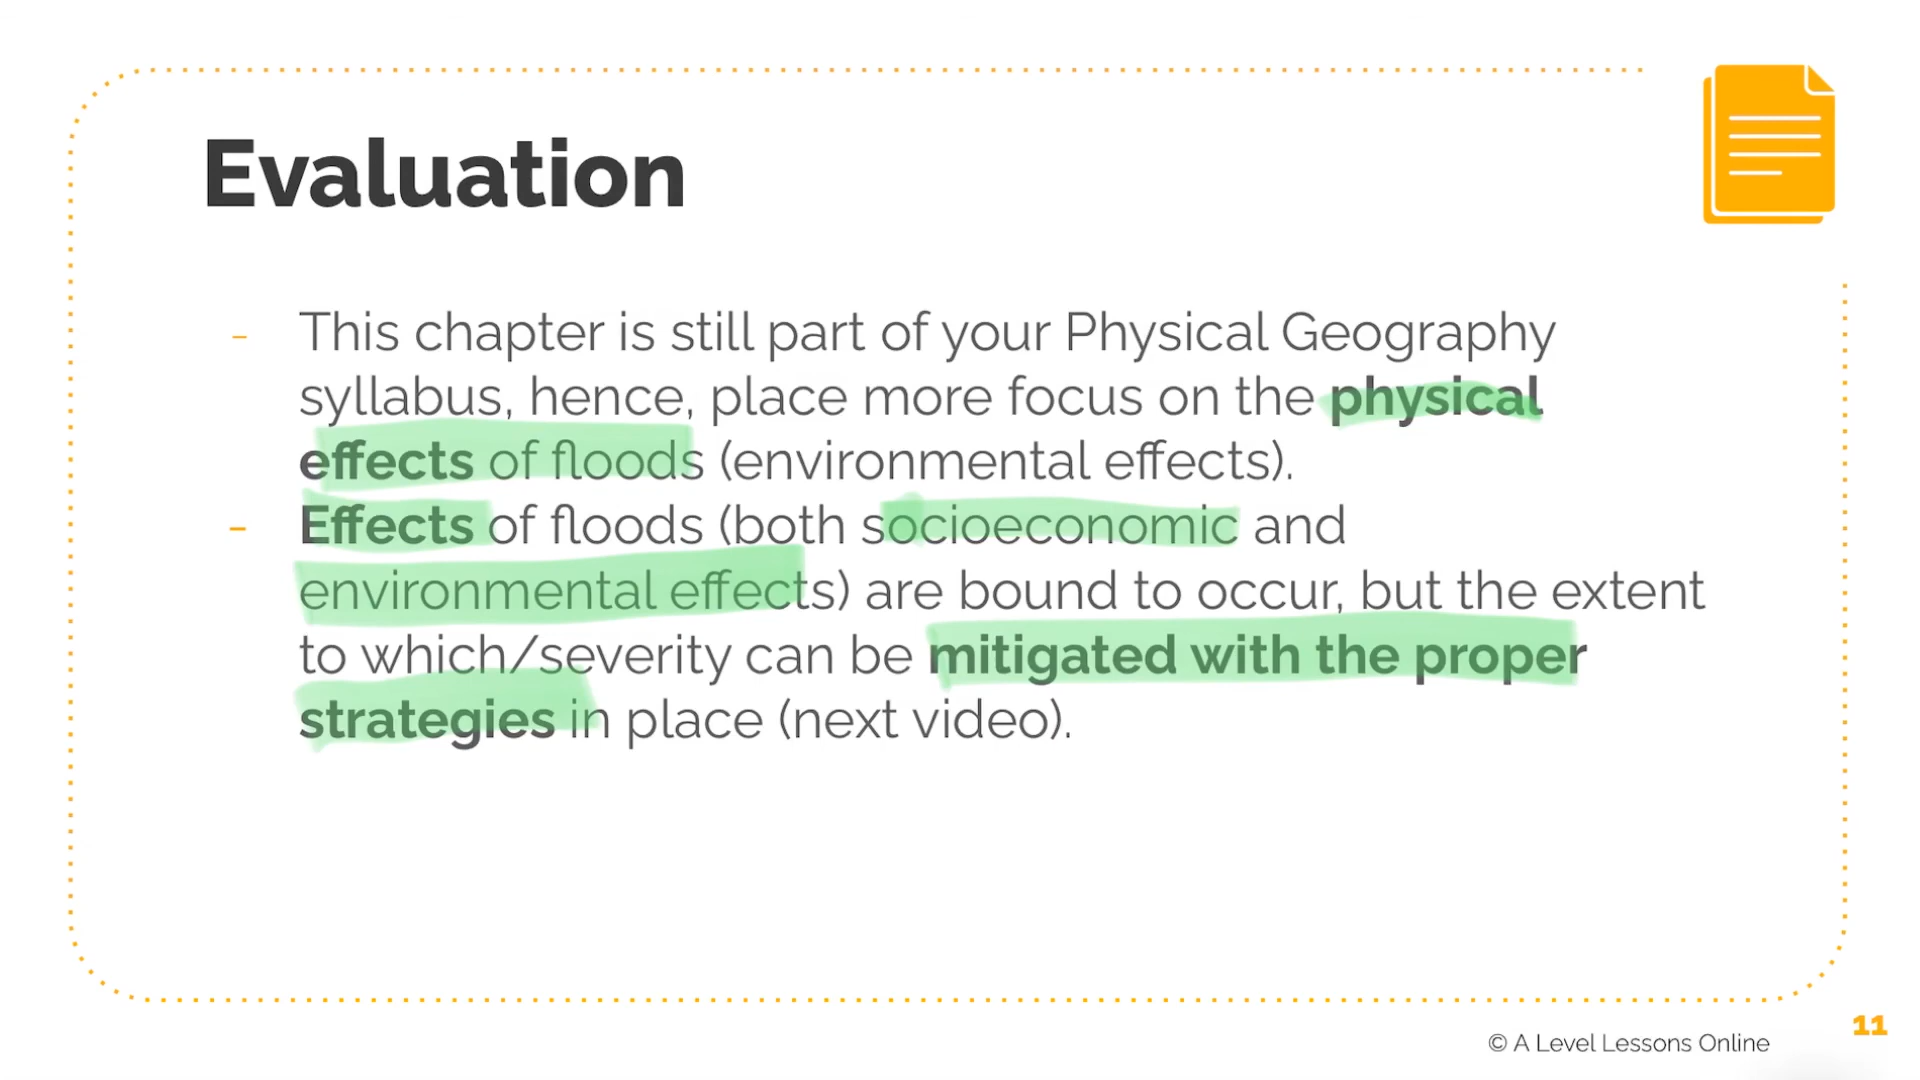 Evaluation
- This chapter is still part of your Physical Geography
syllabus, hence, place more focus on the physical
effects of floods (environmental effects).
- Effects of floods (both socioeconomic and
environmental effects) are bound to occur, but the extent
to which/severity can be mitigated with the proper
strategies in place (next video).
11
© A Level Lessons Online